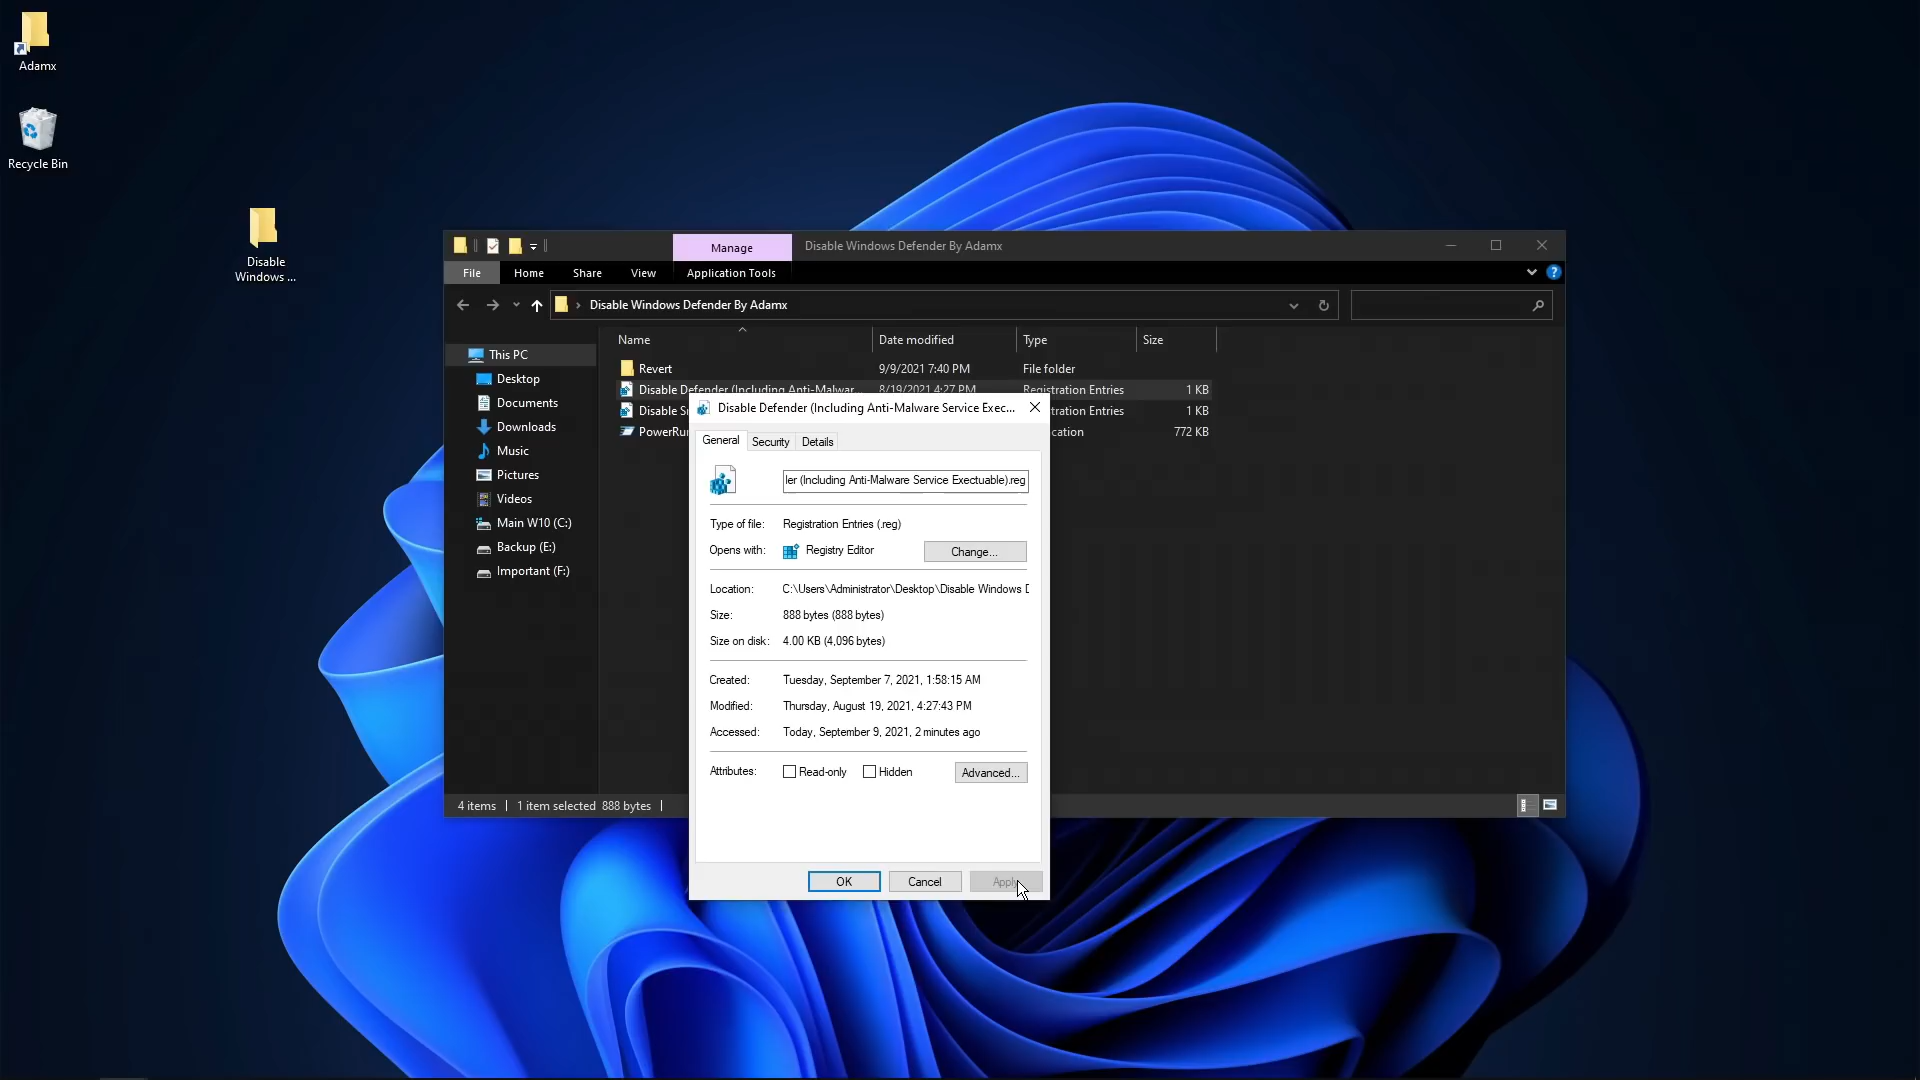 Adamx
Recycle Bin
Disable
Windows ...
Manage
Disable Windows Defender By Adamx
File
Home
Share
View
Application Tools
Disable Windows Defender By Adamx
Name
Date modified
Type
Size
This PC
Desktop
Documents
Downloads
Music
Pictures
Videos
Main W10 (C:)
Backup (E:)
Important (F:)
Revert
9/9/2021 7:40 PM
File folder
Disable Defender (Including Anti-Malwar...
8/19/2021 4:27 PM
Registration Entries
1 KB
Disable S
tration Entries
1 KB
PowerRu
cation
772 KB
Disable Defender (Including Anti-Malware Service Exec...
General
Security
Details
ler (Including Anti-Malware Service Exectuable).reg
Type of file:
Registration Entries (.reg)
Opens with:
Registry Editor
Change...
Location:
C:\Users\Administrator\Desktop\Disable Windows D
Size:
888 bytes (888 bytes)
Size on disk:
4.00 KB (4,096 bytes)
Created:
Tuesday, September 7, 2021, 1:58:15 AM
Modified:
Thursday, August 19, 2021, 4:27:43 PM
Accessed:
Today, September 9, 2021, 2 minutes ago
Attributes:
Read-only
Hidden
Advanced...
OK
Cancel
Apply
4 items
1 item selected 888 bytes